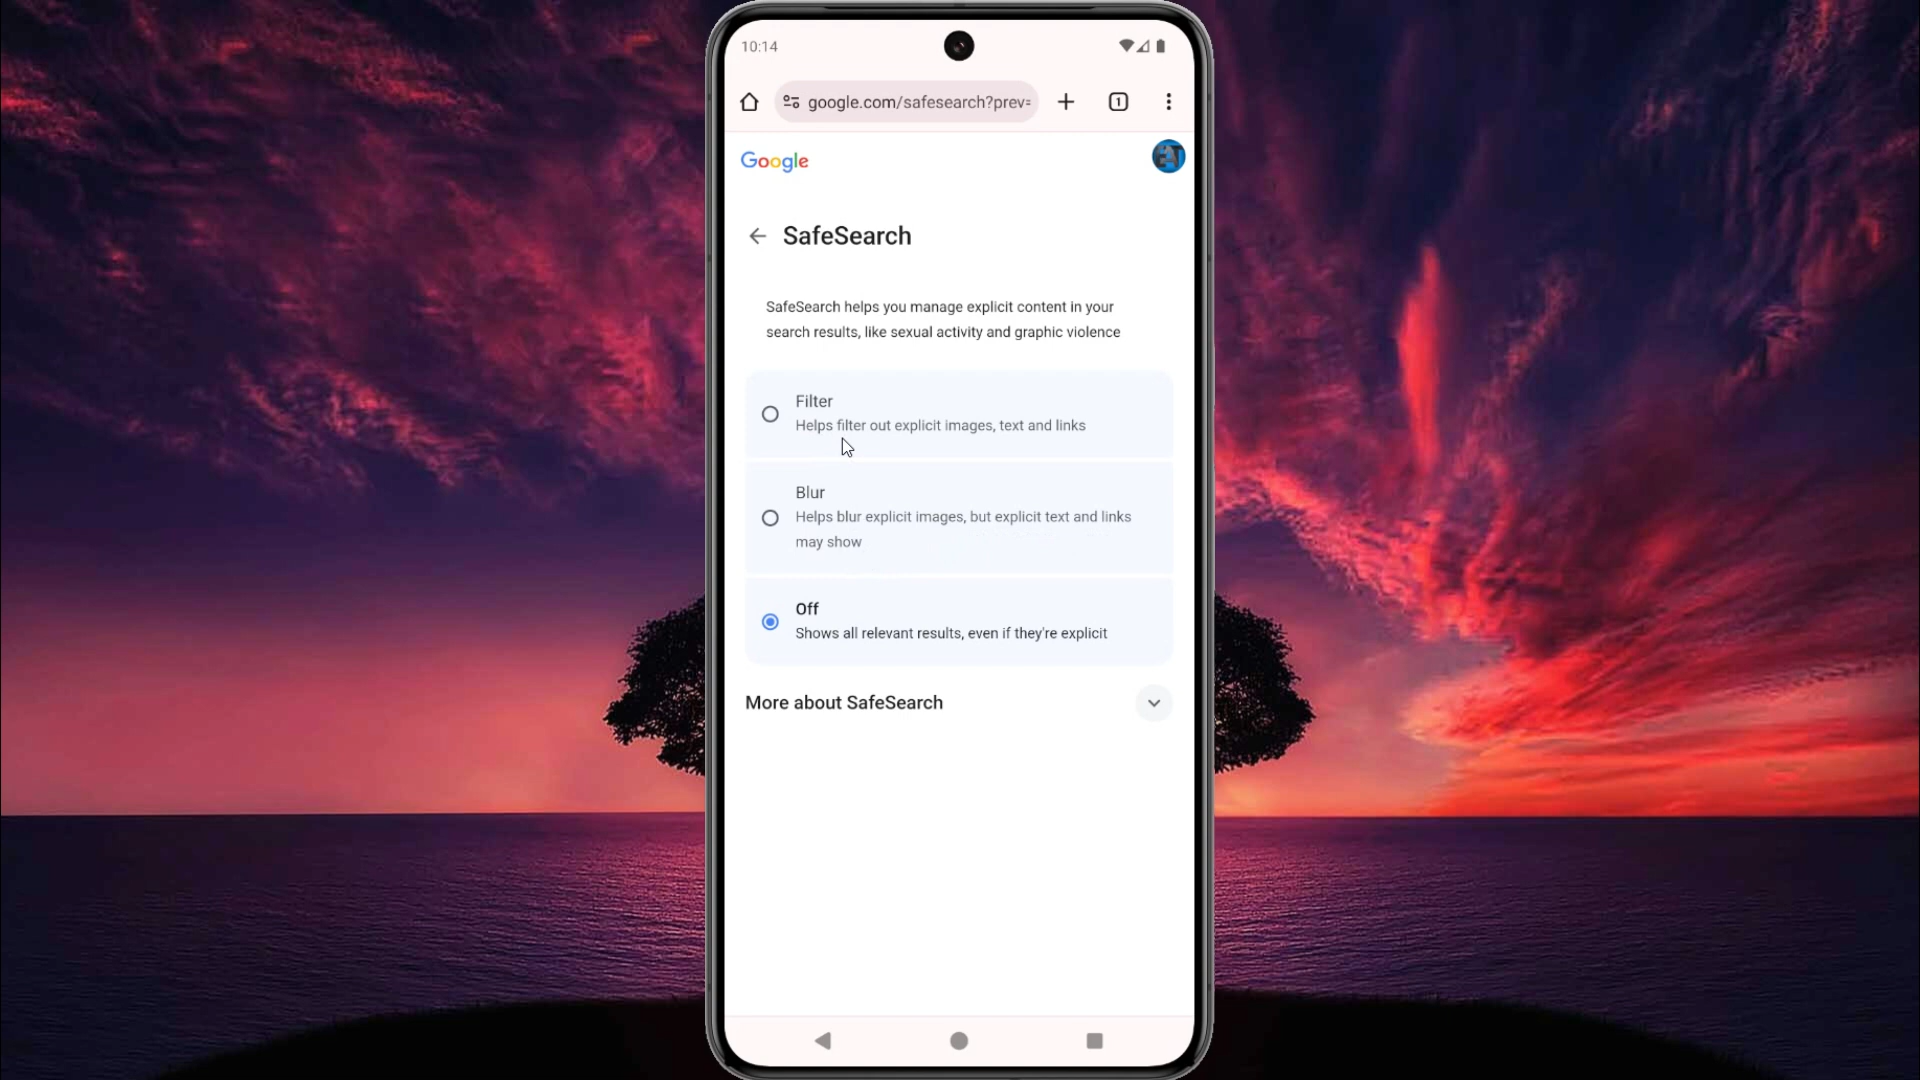 10:14
google.com/safesearch?prev=
1
Google
SafeSearch
SafeSearch helps you manage explicit content in your
search results, like sexual activity and graphic violence
Filter
Helps filter out explicit images, text and links
Blur
Helps blur explicit images, but explicit text and links
may show
Off
Shows all relevant results, even if they're explicit
More about SafeSearch